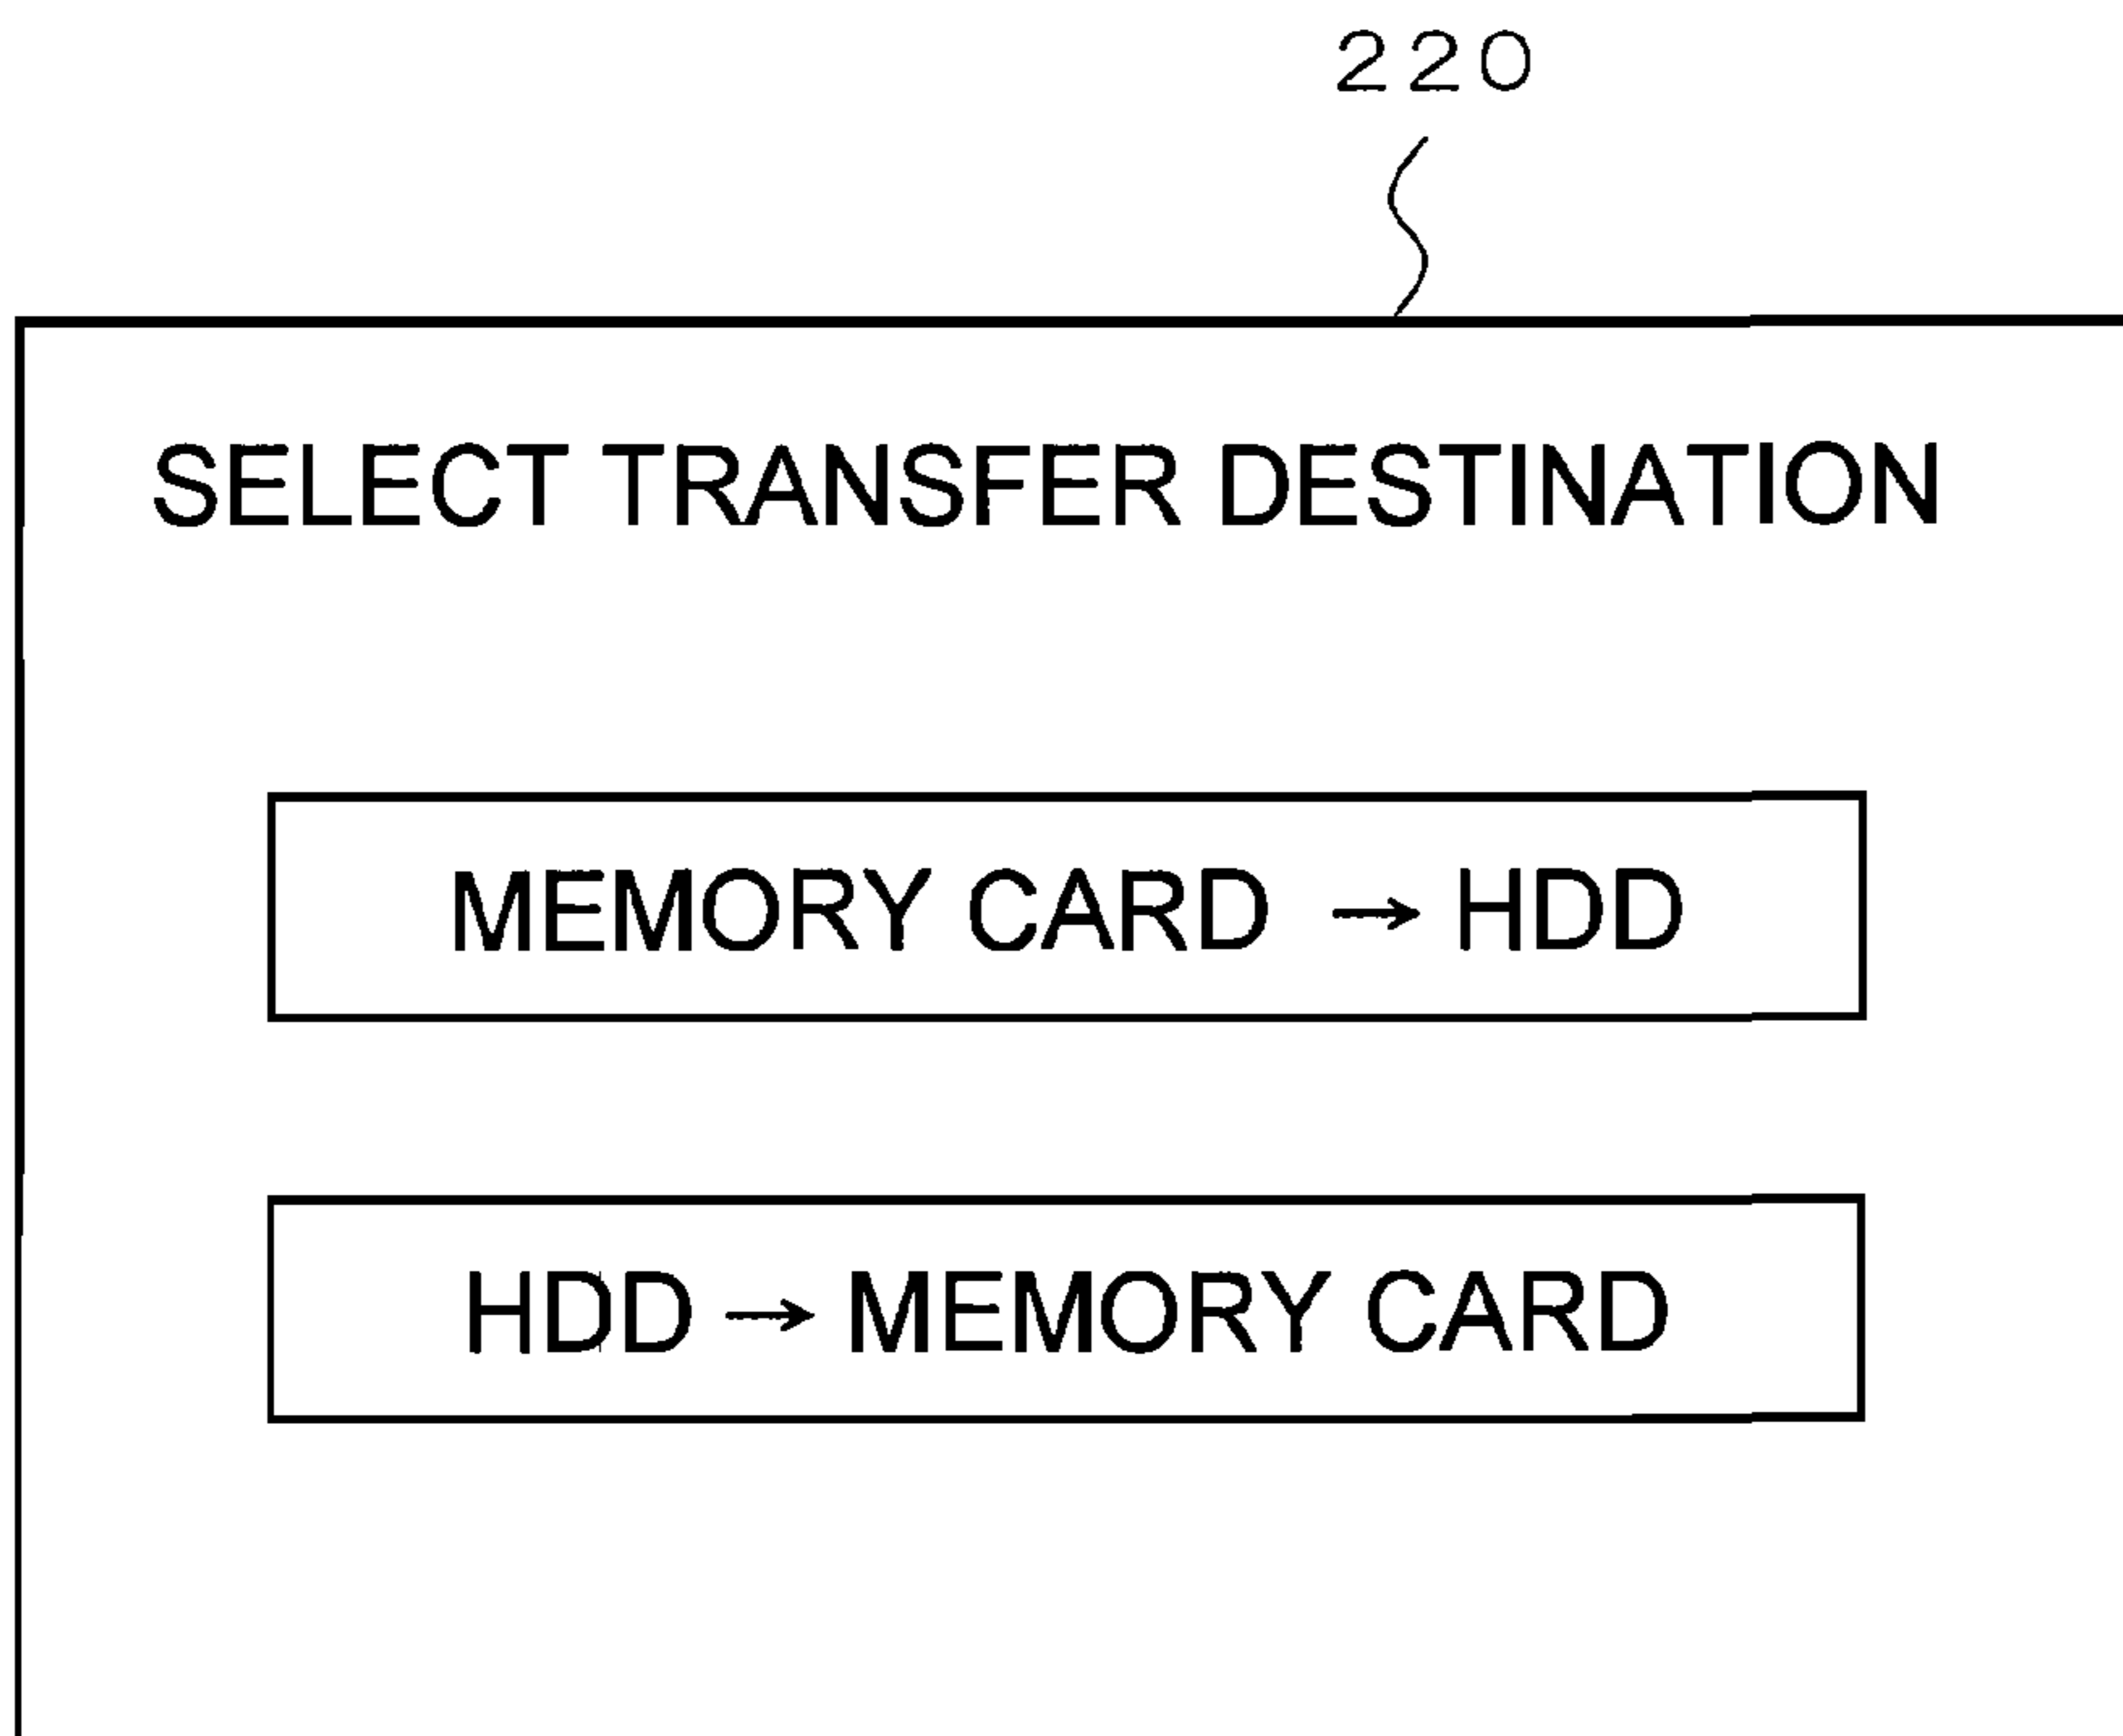 220
SELECT TRANSFER DESTINATION
MEMORY CARD → HDD
HDD → MEMORY CARD